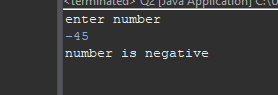 <terminated> Q2 [Java Application] C:\
enter number
-45
number is negative